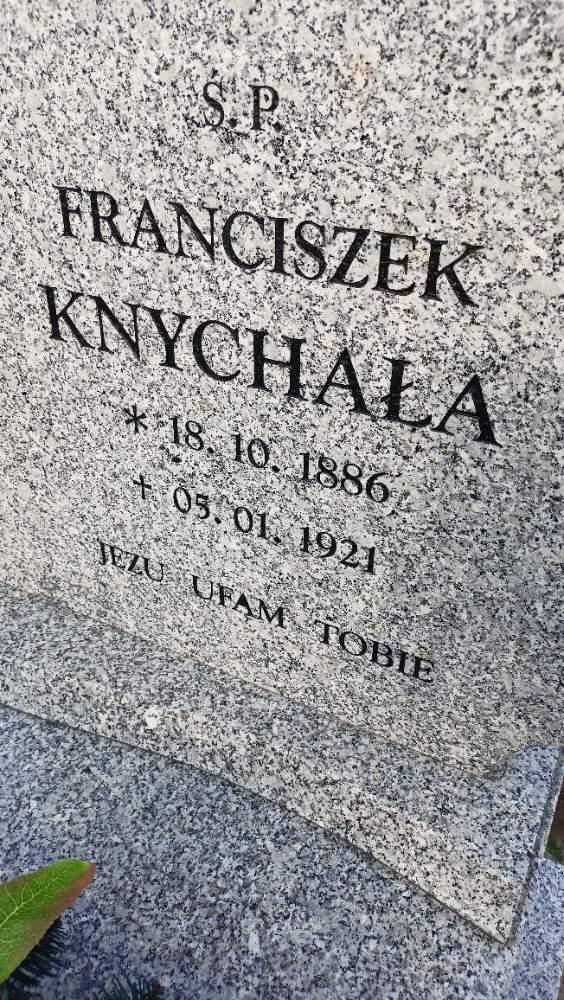 Ś. P.
FRANCISZEK
KNYCHAŁA
* 18. 10. 1886
+ 05. 01. 1921
JEZU UFAM TOBIE